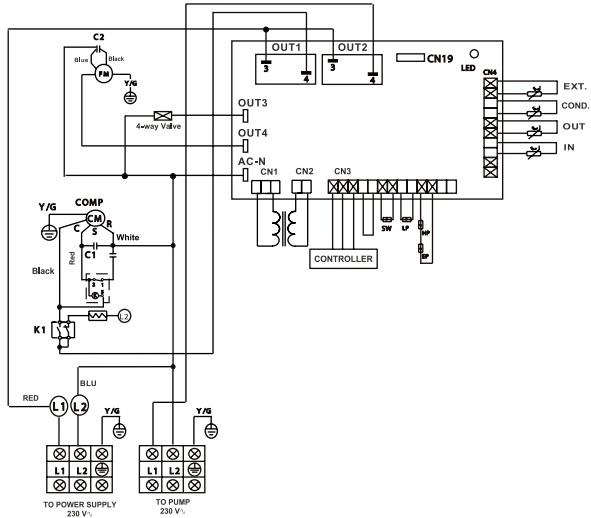 C2
Blue
Black
FM
Y/G
OUT1
OUT2
3
4
3
4
CN19
LED
CN4
EXT.
COND.
OUT
IN
OUT3
4-way Valve
OUT4
AC-N
CN1
CN2
CN3
SW
LP
HP
EP
CONTROLLER
COMP
Y/G
CM
C
S
R
White
Red
C1
Black
K1
L2
BLU
RED
L1
L2
Y/G
Y/G
L1
L2
L1
L2
TO POWER SUPPLY
230 V∿
TO PUMP
230 V∿